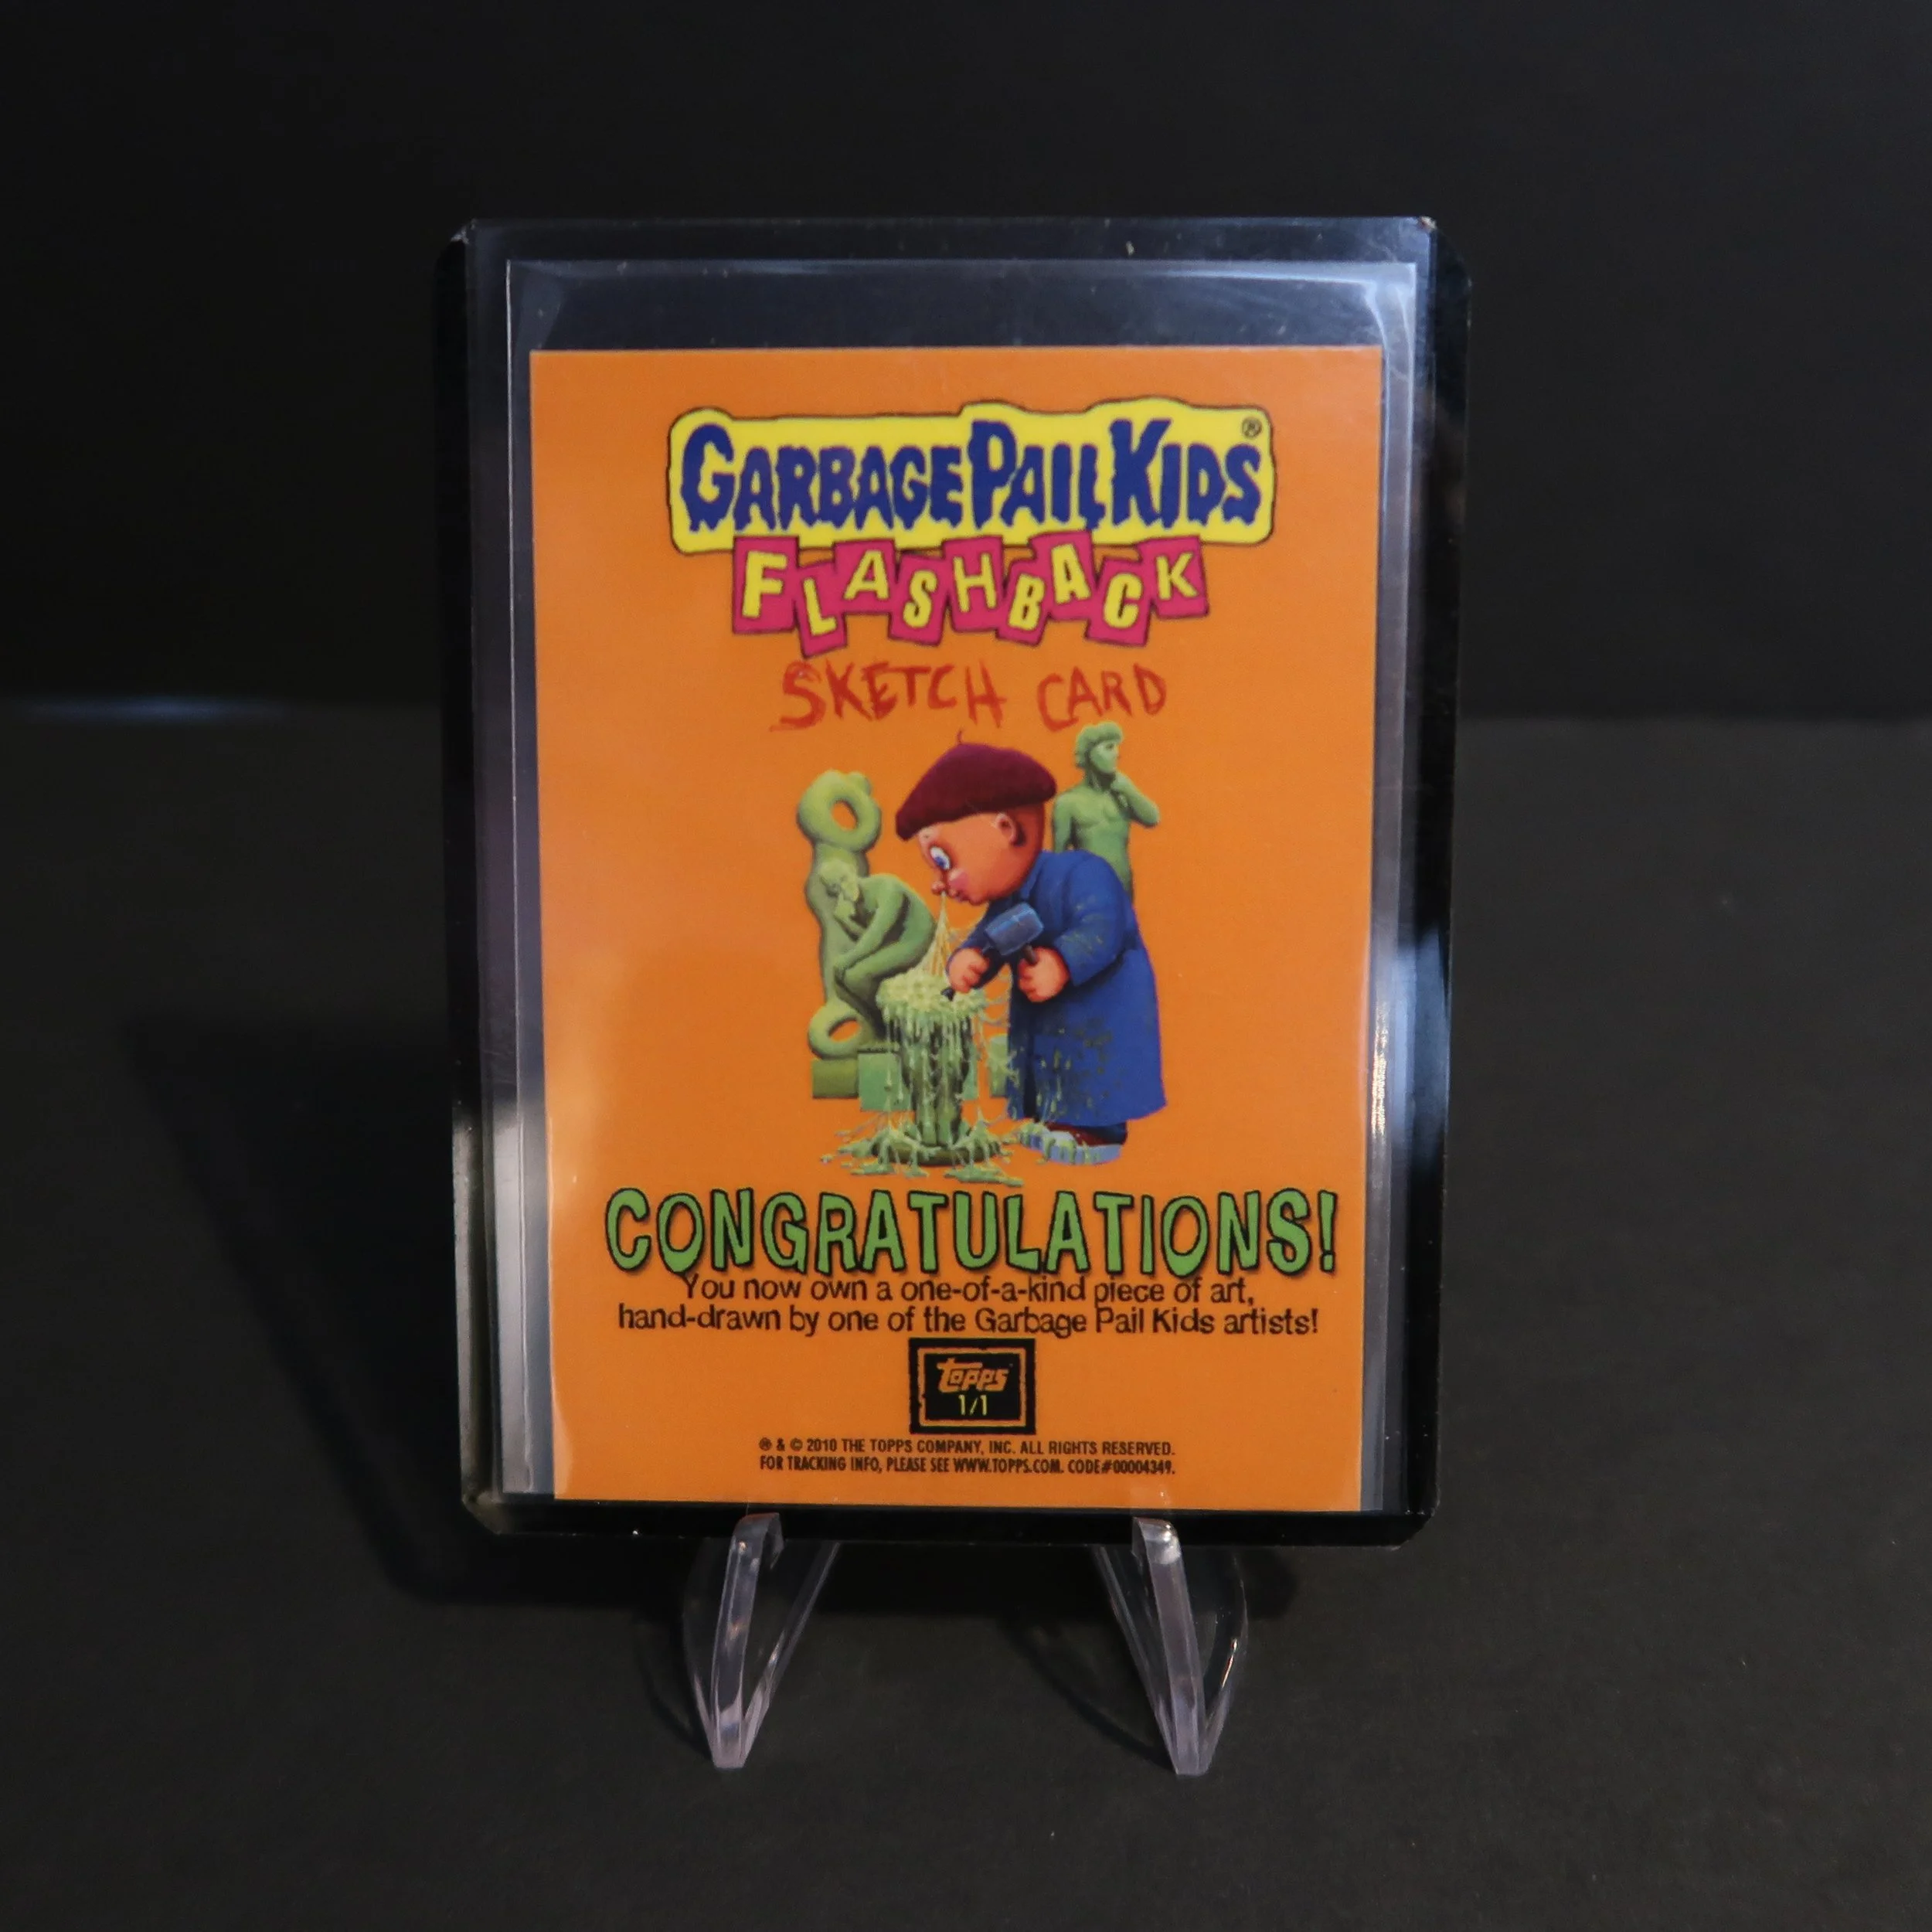 GARBAGE PAIL KIDS®
FLASHBACK
SKETCH CARD
CONGRATULATIONS!
You now own a one-of-a-kind piece of art,
hand-drawn by one of the Garbage Pail Kids artists!
topps
1/1
® & © 2010 THE TOPPS COMPANY, INC. ALL RIGHTS RESERVED.
FOR TRACKING INFO, PLEASE SEE WWW.TOPPS.COM. CODE#00004349.